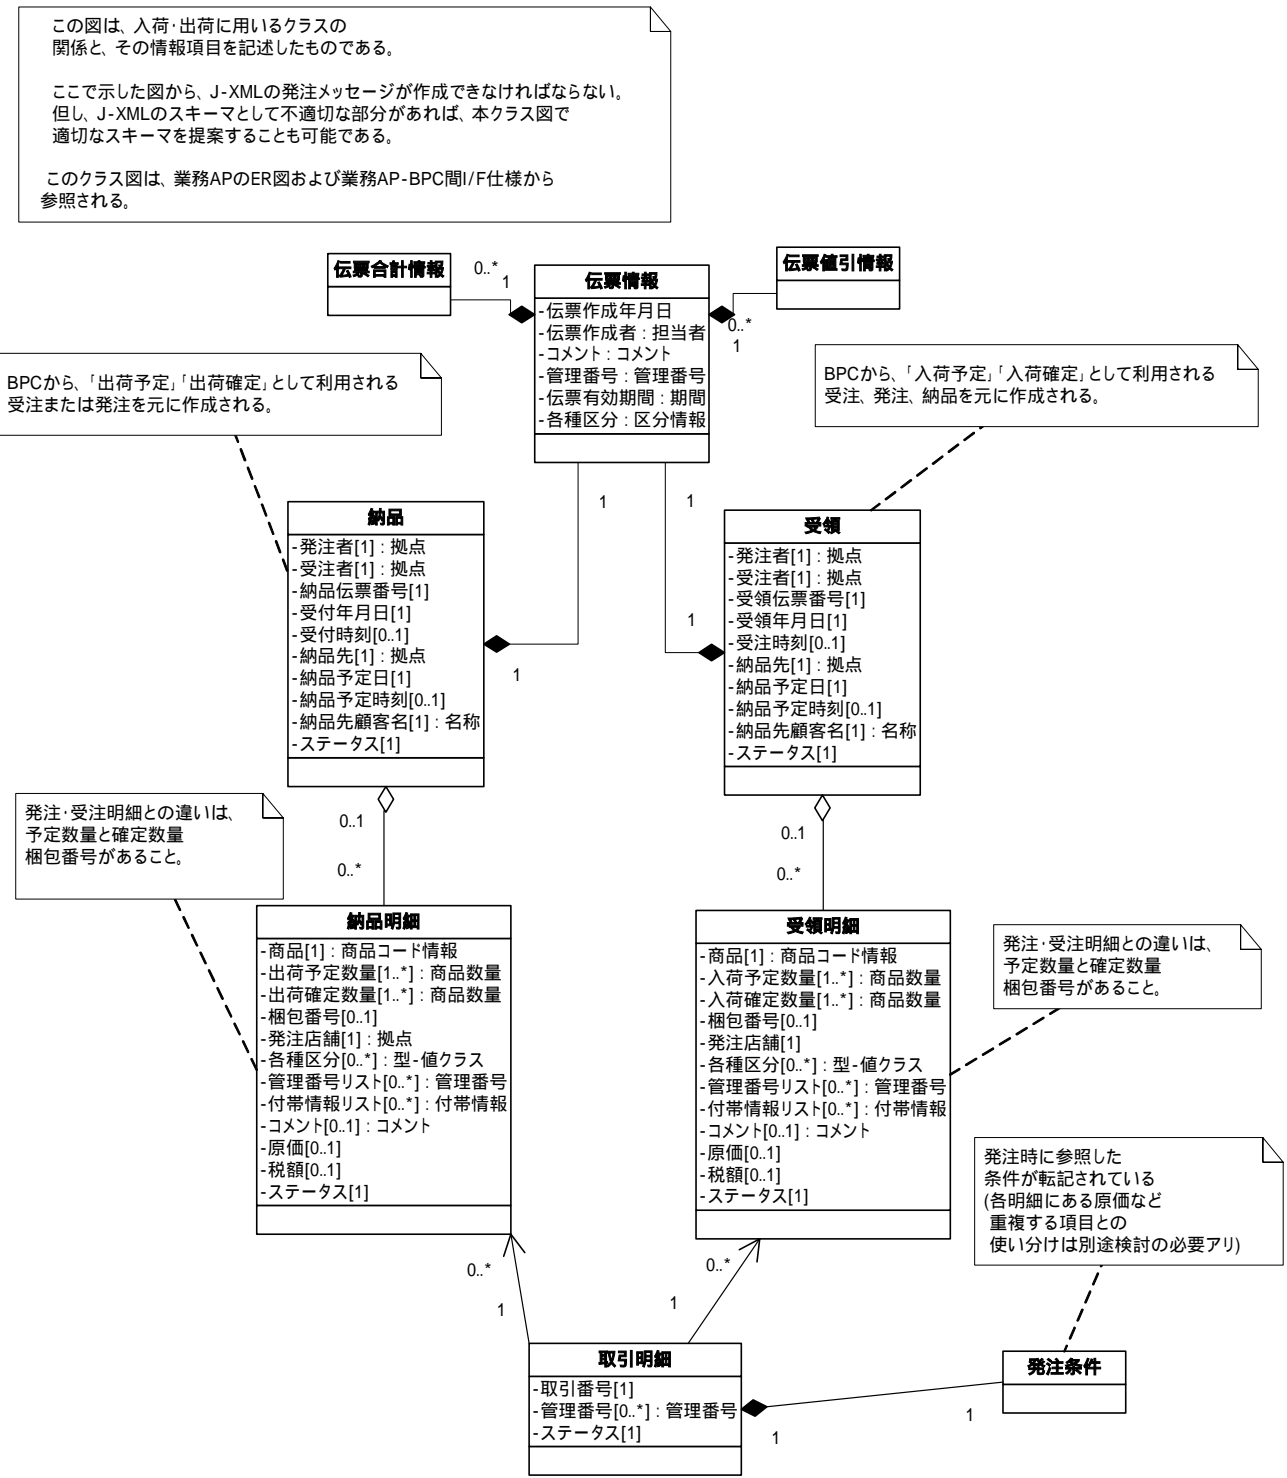 この図は、入荷・出荷に用いるクラスの
関係と、その情報項目を記述したものである。
ここで示した図から、J-XMLの発注メッセージが作成できなければならない。
但し、J-XMLのスキーマとして不適切な部分があれば、本クラス図で
適切なスキーマを提案することも可能である。
このクラス図は、業務APのER図および業務AP-BPC間I/F仕様から
参照される。
伝票合計情報
0..*
1
伝票情報
-伝票作成年月日
-伝票作成者 : 担当者
-コメント : コメント
-管理番号 : 管理番号
-伝票有効期間 : 期間
-各種区分 : 区分情報
伝票値引情報
0..*
1
BPCから、「出荷予定」「出荷確定」として利用される
受注または発注を元に作成される。
BPCから、「入荷予定」「入荷確定」として利用される
受注、発注、納品を元に作成される。
1
1
納品
-発注者[1] : 拠点
-受注者[1] : 拠点
-納品伝票番号[1]
-受付年月日[1]
-受付時刻[0..1]
-納品先[1] : 拠点
-納品予定日[1]
-納品予定時刻[0..1]
-納品先顧客名[1] : 名称
-ステータス[1]
1
受領
-発注者[1] : 拠点
-受注者[1] : 拠点
-受領伝票番号[1]
-受領年月日[1]
-受注時刻[0..1]
-納品先[1] : 拠点
-納品予定日[1]
-納品予定時刻[0..1]
-納品先顧客名[1] : 名称
-ステータス[1]
1
発注・受注明細との違いは、
予定数量と確定数量
梱包番号があること。
0..1
0..*
0..1
0..*
納品明細
-商品[1] : 商品コード情報
-出荷予定数量[1..*] : 商品数量
-出荷確定数量[1..*] : 商品数量
-梱包番号[0..1]
-発注店舗[1] : 拠点
-各種区分[0..*] : 型-値クラス
-管理番号リスト[0..*] : 管理番号
-付帯情報リスト[0..*] : 付帯情報
-コメント[0..1] : コメント
-原価[0..1]
-税額[0..1]
-ステータス[1]
受領明細
-商品[1] : 商品コード情報
-入荷予定数量[1..*] : 商品数量
-入荷確定数量[1..*] : 商品数量
-梱包番号[0..1]
-発注店舗[1]
-各種区分[0..*] : 型-値クラス
-管理番号リスト[0..*] : 管理番号
-付帯情報リスト[0..*] : 付帯情報
-コメント[0..1] : コメント
-原価[0..1]
-税額[0..1]
-ステータス[1]
発注・受注明細との違いは、
予定数量と確定数量
梱包番号があること。
発注時に参照した
条件が転記されている
(各明細にある原価など
重複する項目との
使い分けは別途検討の必要アリ)
0..*
1
0..*
1
取引明細
-取引番号[1]
-管理番号[0..*] : 管理番号
-ステータス[1]
1
1
発注条件